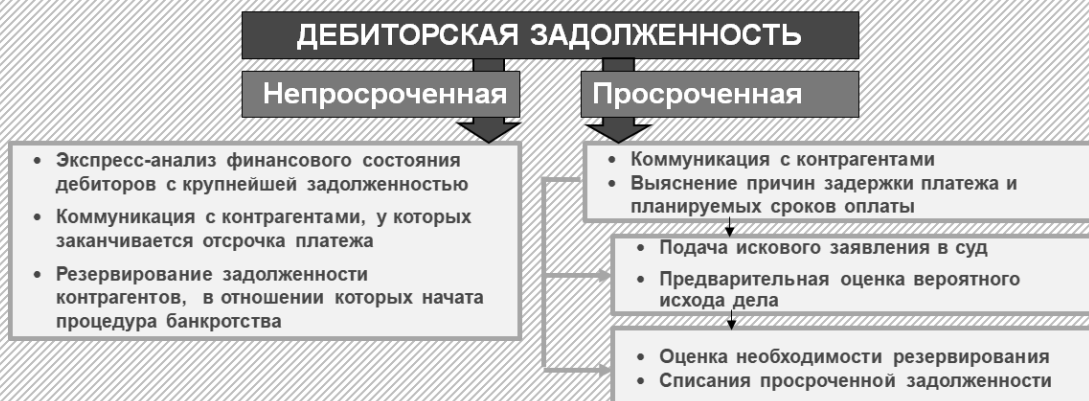 ДЕБИТОРСКАЯ ЗАДОЛЖЕННОСТЬ
Непросроченная
Просроченная
• Экспресс-анализ финансового состояния
дебиторов с крупнейшей задолженностью
• Коммуникация с контрагентами, у которых
заканчивается отсрочка платежа
• Резервирование задолженности
контрагентов, в отношении которых начата
процедура банкротства
• Коммуникация с контрагентами
• Выяснение причин задержки платежа и
планируемых сроков оплаты
• Подача искового заявления в суд
• Предварительная оценка вероятного
исхода дела
• Оценка необходимости резервирования
• Списания просроченной задолженности